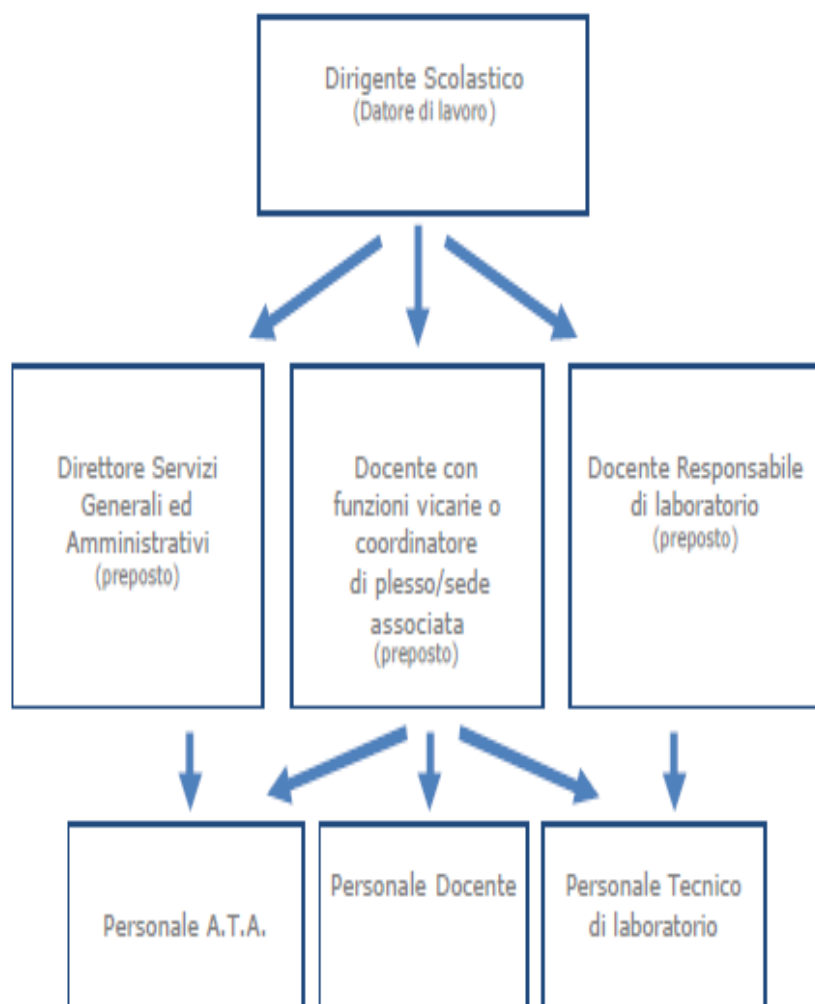 Dirigente Scolastico
(Datore di lavoro)
Direttore Servizi
Generali ed
Amministrativi
(preposto)
Docente con
funzioni vicarie o
coordinatore
di plesso/sede
associata
(preposto)
Docente Responsabile
di laboratorio
(preposto)
Personale A.T.A.
Personale Docente
Personale Tecnico
di laboratorio